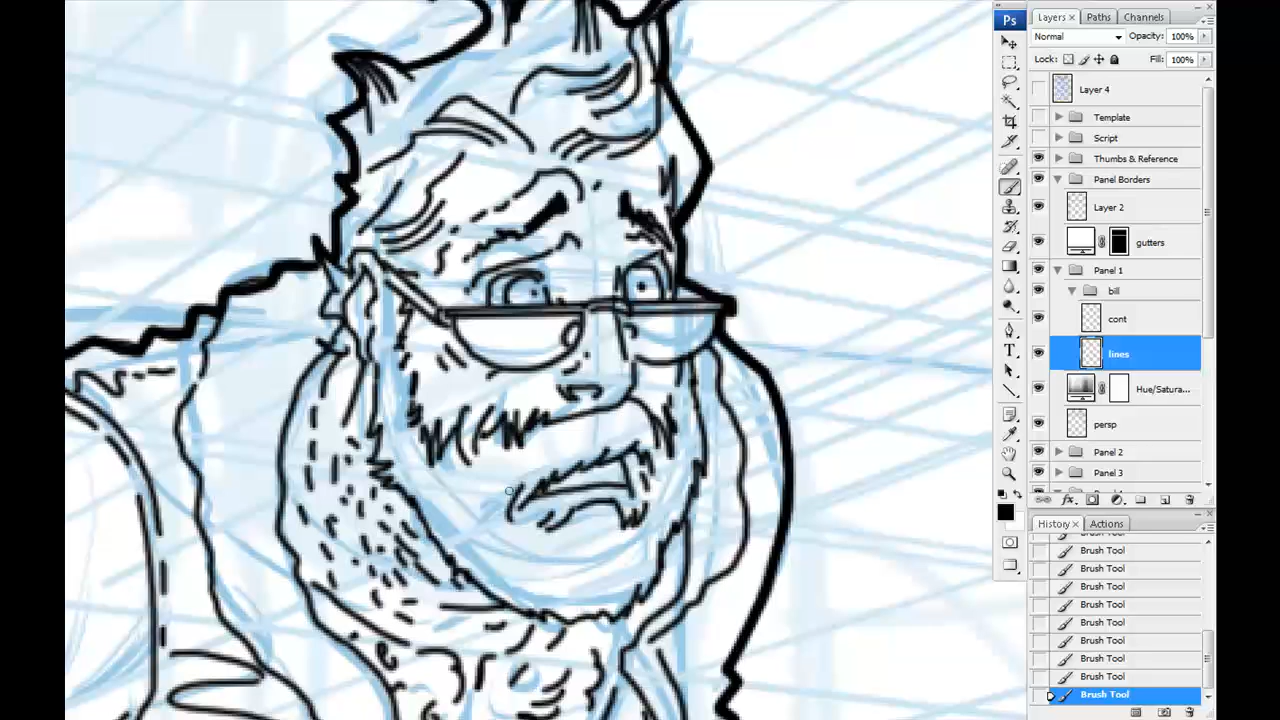 Ps
Layers × Paths Channels
Normal Opacity: 100%
Lock: Fill: 100%
Layer 4
Template
Script
Thumbs & Reference
Panel Borders
Layer 2
gutters
Panel 1
bill
cont
lines
Hue/Satura...
persp
Panel 2
Panel 3
History × Actions
Brush Tool
Brush Tool
Brush Tool
Brush Tool
Brush Tool
Brush Tool
Brush Tool
Brush Tool
Brush Tool